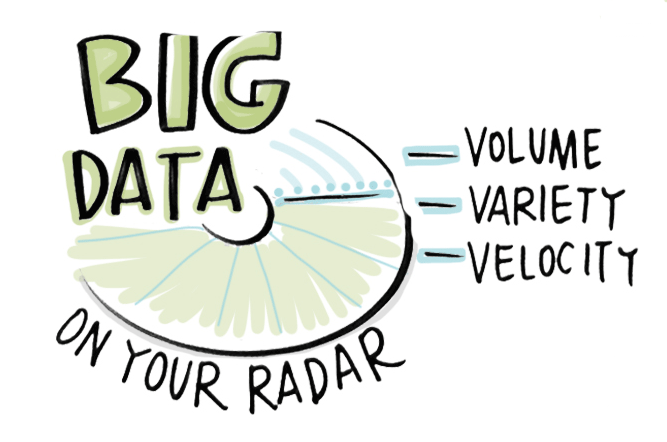 BIG
DATA
ON YOUR RADAR
VOLUME
VARIETY
VELOCITY